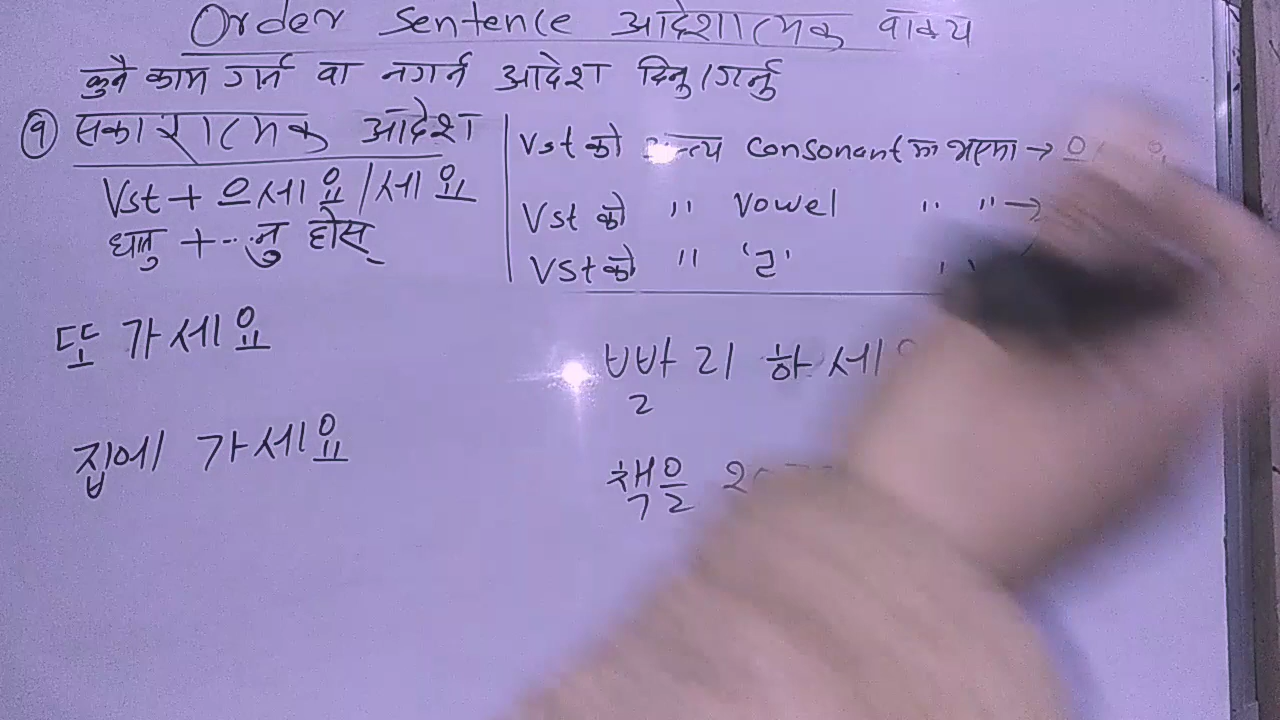 Order Sentence आदेशात्मक वाक्य
कुनै काम गर्न वा नगर्न आदेश दिनु/गर्नु
१ सकारात्मक आदेश
Vst + 으세요/세요
धातु + ...नु होस्
Vst को अन्त्य Consonant मा भएमा →
Vst को " Vowel " " →
Vst को " 'ㄹ' "
또 가세요
집에 가세요
빨리 하세요
책을